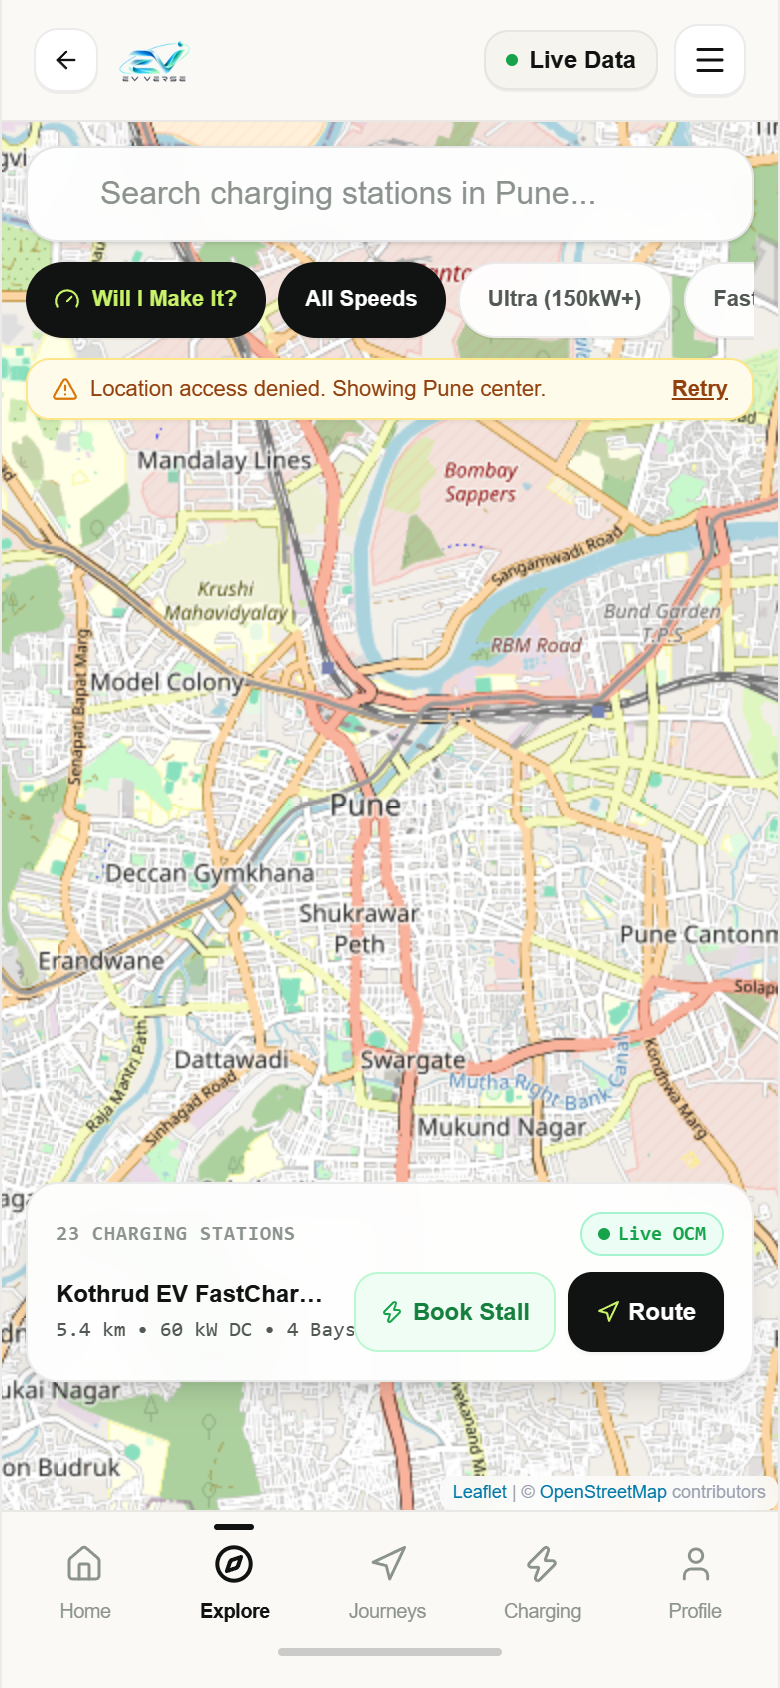 EV VERSE
Live Data
Search charging stations in Pune...
Will I Make It?
All Speeds
Ultra (150kW+)
Fast
Location access denied. Showing Pune center.
Retry
Mandalay Lines
Bombay
Sappers
Sangamwadi Road
Krushi
Mahavidyalay
Bund Garden
T.P.S
RBM Road
Senapati Bapat Marg
Model Colony
Pune
Deccan Gymkhana
Shukrawar
Peth
Pune Cantonm
Erandwane
Solap
Raja Mantri Path
Dattawadi
Swargate
Mutha Right Bank Canal
Kondhwa Marg
Sinhagad Road
Mukund Nagar
23 CHARGING STATIONS
Live OCM
Kothrud EV FastChar...
5.4 km • 60 kW DC • 4 Bays
Book Stall
Route
ukai Nagar
on Budruk
Leaflet | © OpenStreetMap contributors
Home
Explore
Journeys
Charging
Profile